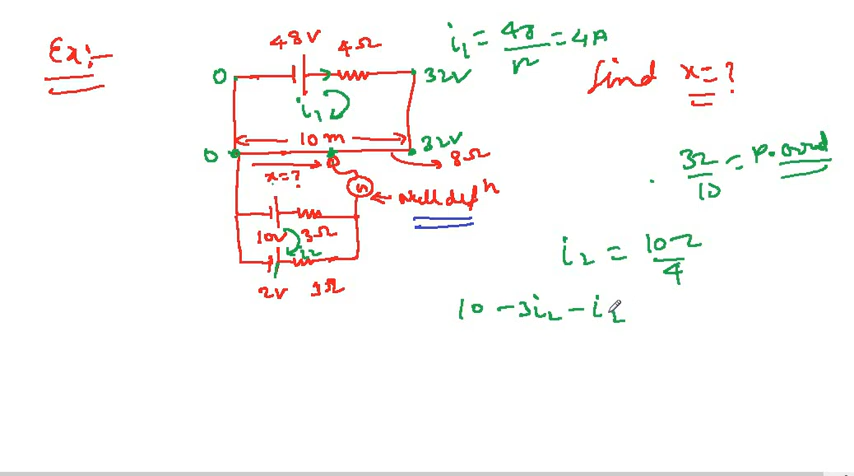 Ex:-
48V
4Ω
i₁ = 48/12 = 4A
find x = ?
0
32V
i₁
10 m
0
32V
8Ω
x = ?
G
Null defⁿ
32/10 = P. Grad
10V
3Ω
i₂
2V
1Ω
i₂ = 10-2/4
10 - 3i₂ - i₂